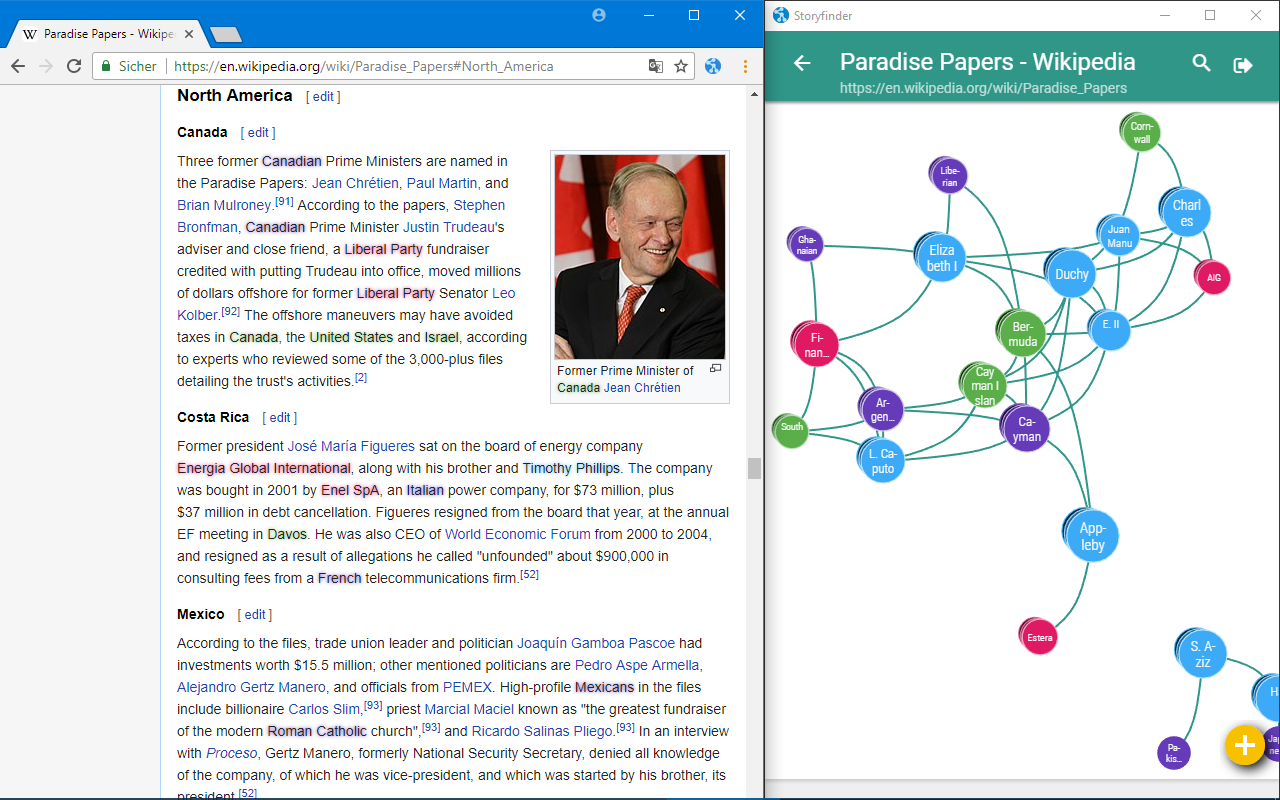 Paradise Papers - Wikipe
Sicher
https://en.wikipedia.org/wiki/Paradise_Papers#North_America
North America [ edit ]
Canada [ edit ]
Three former Canadian Prime Ministers are named in
the Paradise Papers: Jean Chrétien, Paul Martin, and
Brian Mulroney.[91] According to the papers, Stephen
Bronfman, Canadian Prime Minister Justin Trudeau's
adviser and close friend, a Liberal Party fundraiser
credited with putting Trudeau into office, moved millions
of dollars offshore for former Liberal Party Senator Leo
Kolber.[92] The offshore maneuvers may have avoided
taxes in Canada, the United States and Israel, according
to experts who reviewed some of the 3,000-plus files
detailing the trust's activities.[2]
Former Prime Minister of
Canada Jean Chrétien
Costa Rica [ edit ]
Former president José María Figueres sat on the board of energy company
Energia Global International, along with his brother and Timothy Phillips. The company
was bought in 2001 by Enel SpA, an Italian power company, for $73 million, plus
$37 million in debt cancellation. Figueres resigned from the board that year, at the annual
EF meeting in Davos. He was also CEO of World Economic Forum from 2000 to 2004,
and resigned as a result of allegations he called "unfounded" about $900,000 in
consulting fees from a French telecommunications firm.[52]
Mexico [ edit ]
According to the files, trade union leader and politician Joaquín Gamboa Pascoe had
investments worth $15.5 million; other mentioned politicians are Pedro Aspe Armella,
Alejandro Gertz Manero, and officials from PEMEX. High-profile Mexicans in the files
include billionaire Carlos Slim,[93] priest Marcial Maciel known as "the greatest fundraiser
of the modern Roman Catholic church",[93] and Ricardo Salinas Pliego.[93] In an interview
with Proceso, Gertz Manero, formerly National Security Secretary, denied all knowledge
of the company, of which he was vice-president, and which was started by his brother, its
president.[52]
Storyfinder
Paradise Papers - Wikipedia
https://en.wikipedia.org/wiki/Paradise_Papers
Corn-
wall
Libe-
rian
Charl
es
Juan
Manu
Gha-
naian
Eliza
beth I
Duchy
AIG
Ber-
muda
E. II
Fi-
nan...
Cay
man I
slan
Ar-
gen...
Ca-
yman
South
L. Ca-
puto
App-
leby
Estera
S. A-
ziz
H
Pa-
kis...
Jap
ne